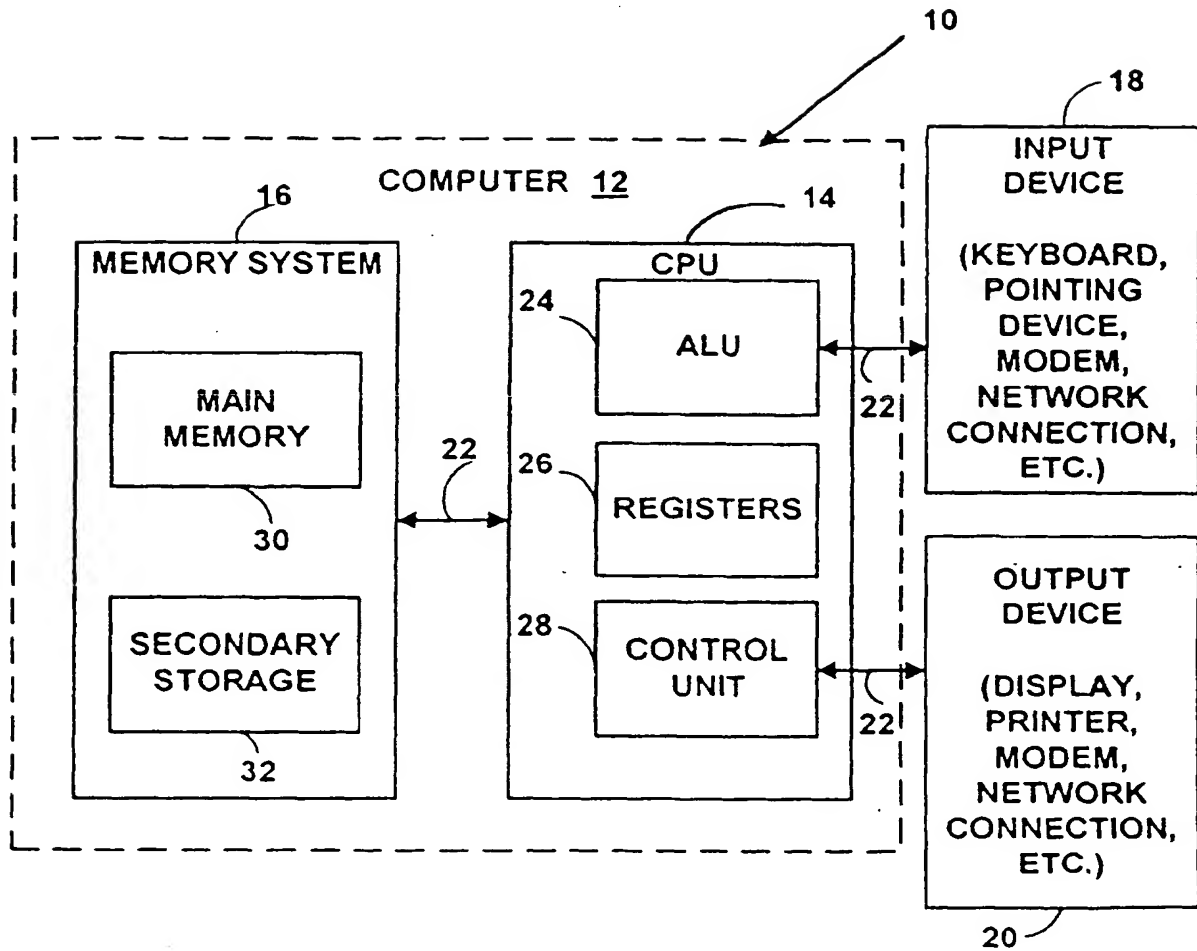 10
18
COMPUTER 12
16
14
MEMORY SYSTEM
MAIN
MEMORY
30
SECONDARY
STORAGE
32
22
CPU
24
ALU
26
REGISTERS
28
CONTROL
UNIT
22
22
INPUT
DEVICE
(KEYBOARD,
POINTING
DEVICE,
MODEM,
NETWORK
CONNECTION,
ETC.)
OUTPUT
DEVICE
(DISPLAY,
PRINTER,
MODEM,
NETWORK
CONNECTION,
ETC.)
20